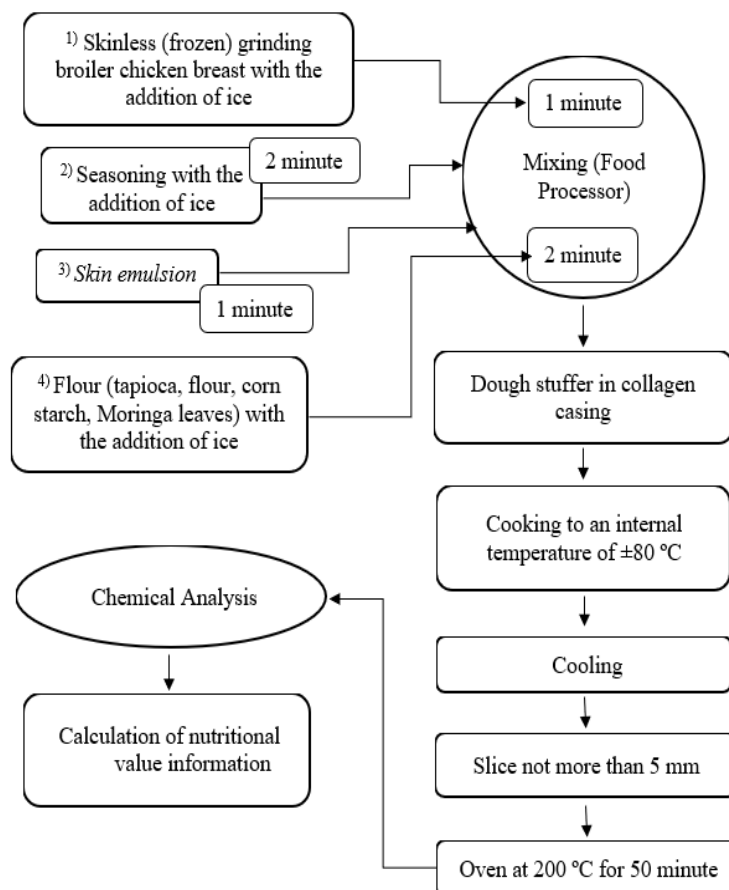 1) Skinless (frozen) grinding
broiler chicken breast with the
addition of ice
1 minute
Mixing (Food
Processor)
2 minute
2) Seasoning with the
addition of ice
2 minute
3) Skin emulsion
1 minute
4) Flour (tapioca, flour, corn
starch, Moringa leaves) with
the addition of ice
Dough stuffer in collagen
casing
Cooking to an internal
temperature of ±80 ºC
Cooling
Slice not more than 5 mm
Oven at 200 ºC for 50 minute
Chemical Analysis
Calculation of nutritional
value information